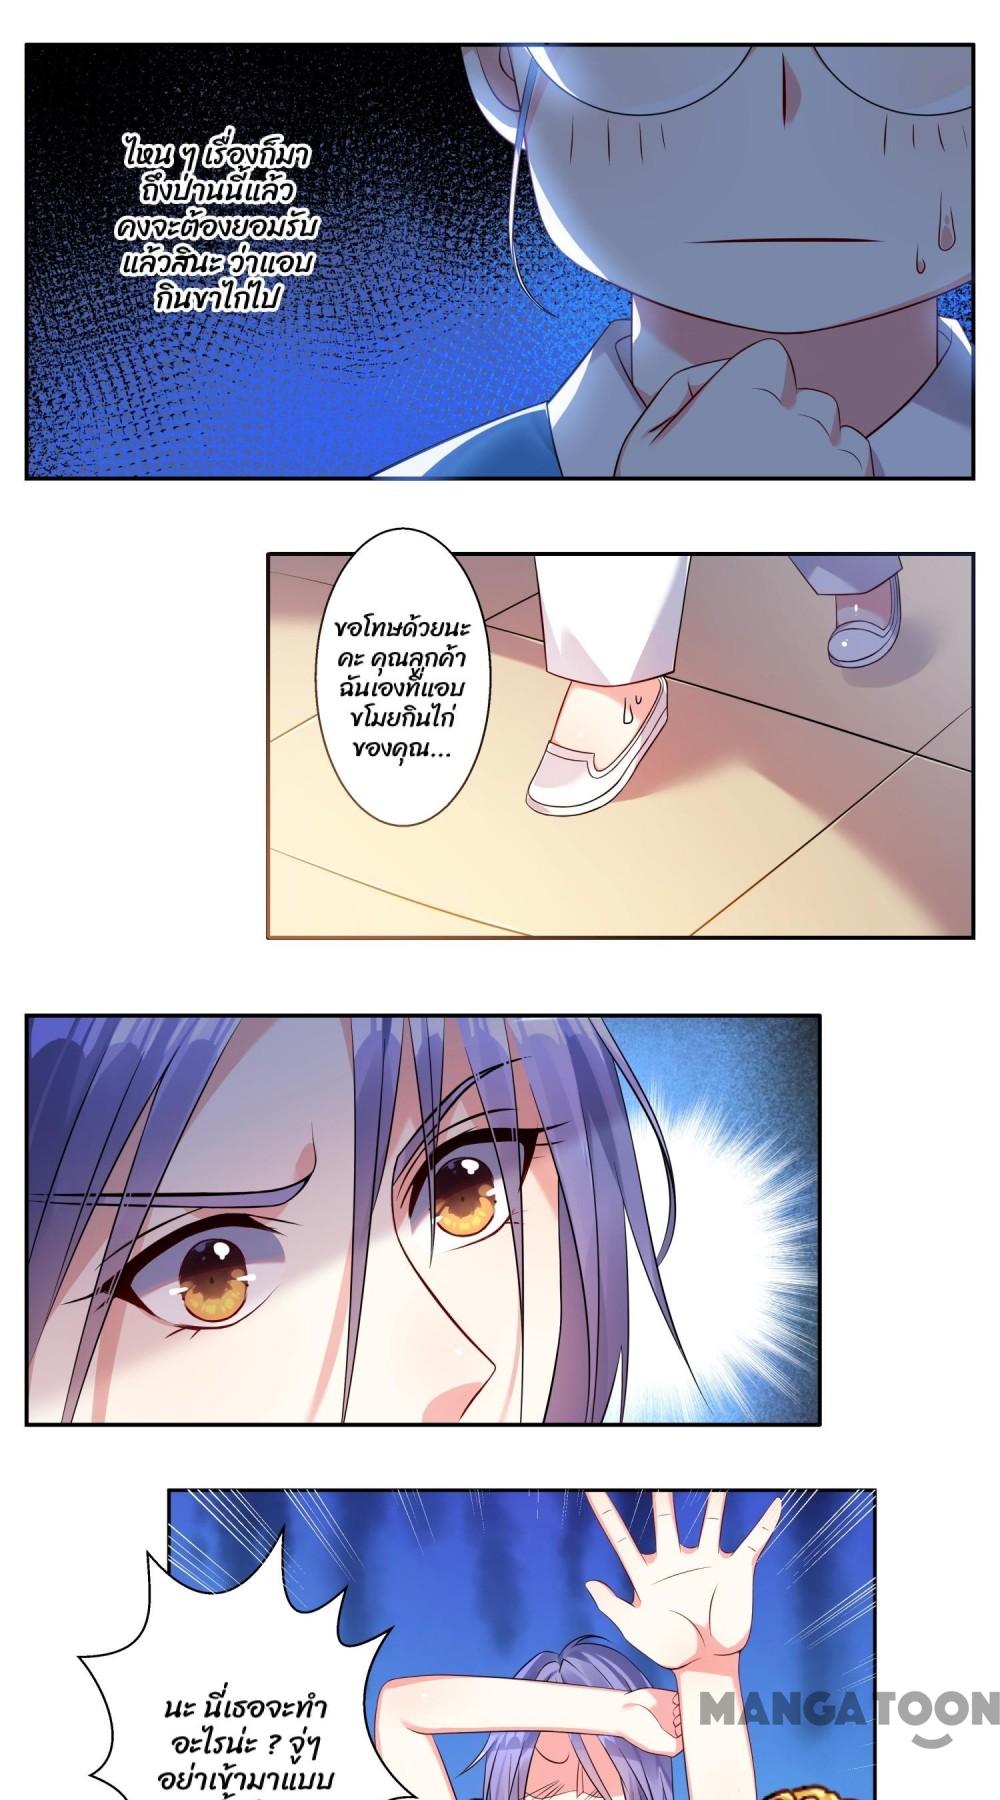 ไหน ๆ เรื่องก็มา
ถึงป่านนี้แล้ว
คงจะต้องยอมรับ
แล้วสินะ ว่าแอบ
กินขาไก่ไป
ขอโทษด้วยนะ
คะ คุณลูกค้า
ฉันเองที่แอบ
ขโมยกินไก่
ของคุณ...
นะ นี่เธอจะทำ
อะไรน่ะ ? จู่ๆ
อย่าเข้ามาแบบ
MANGATOON